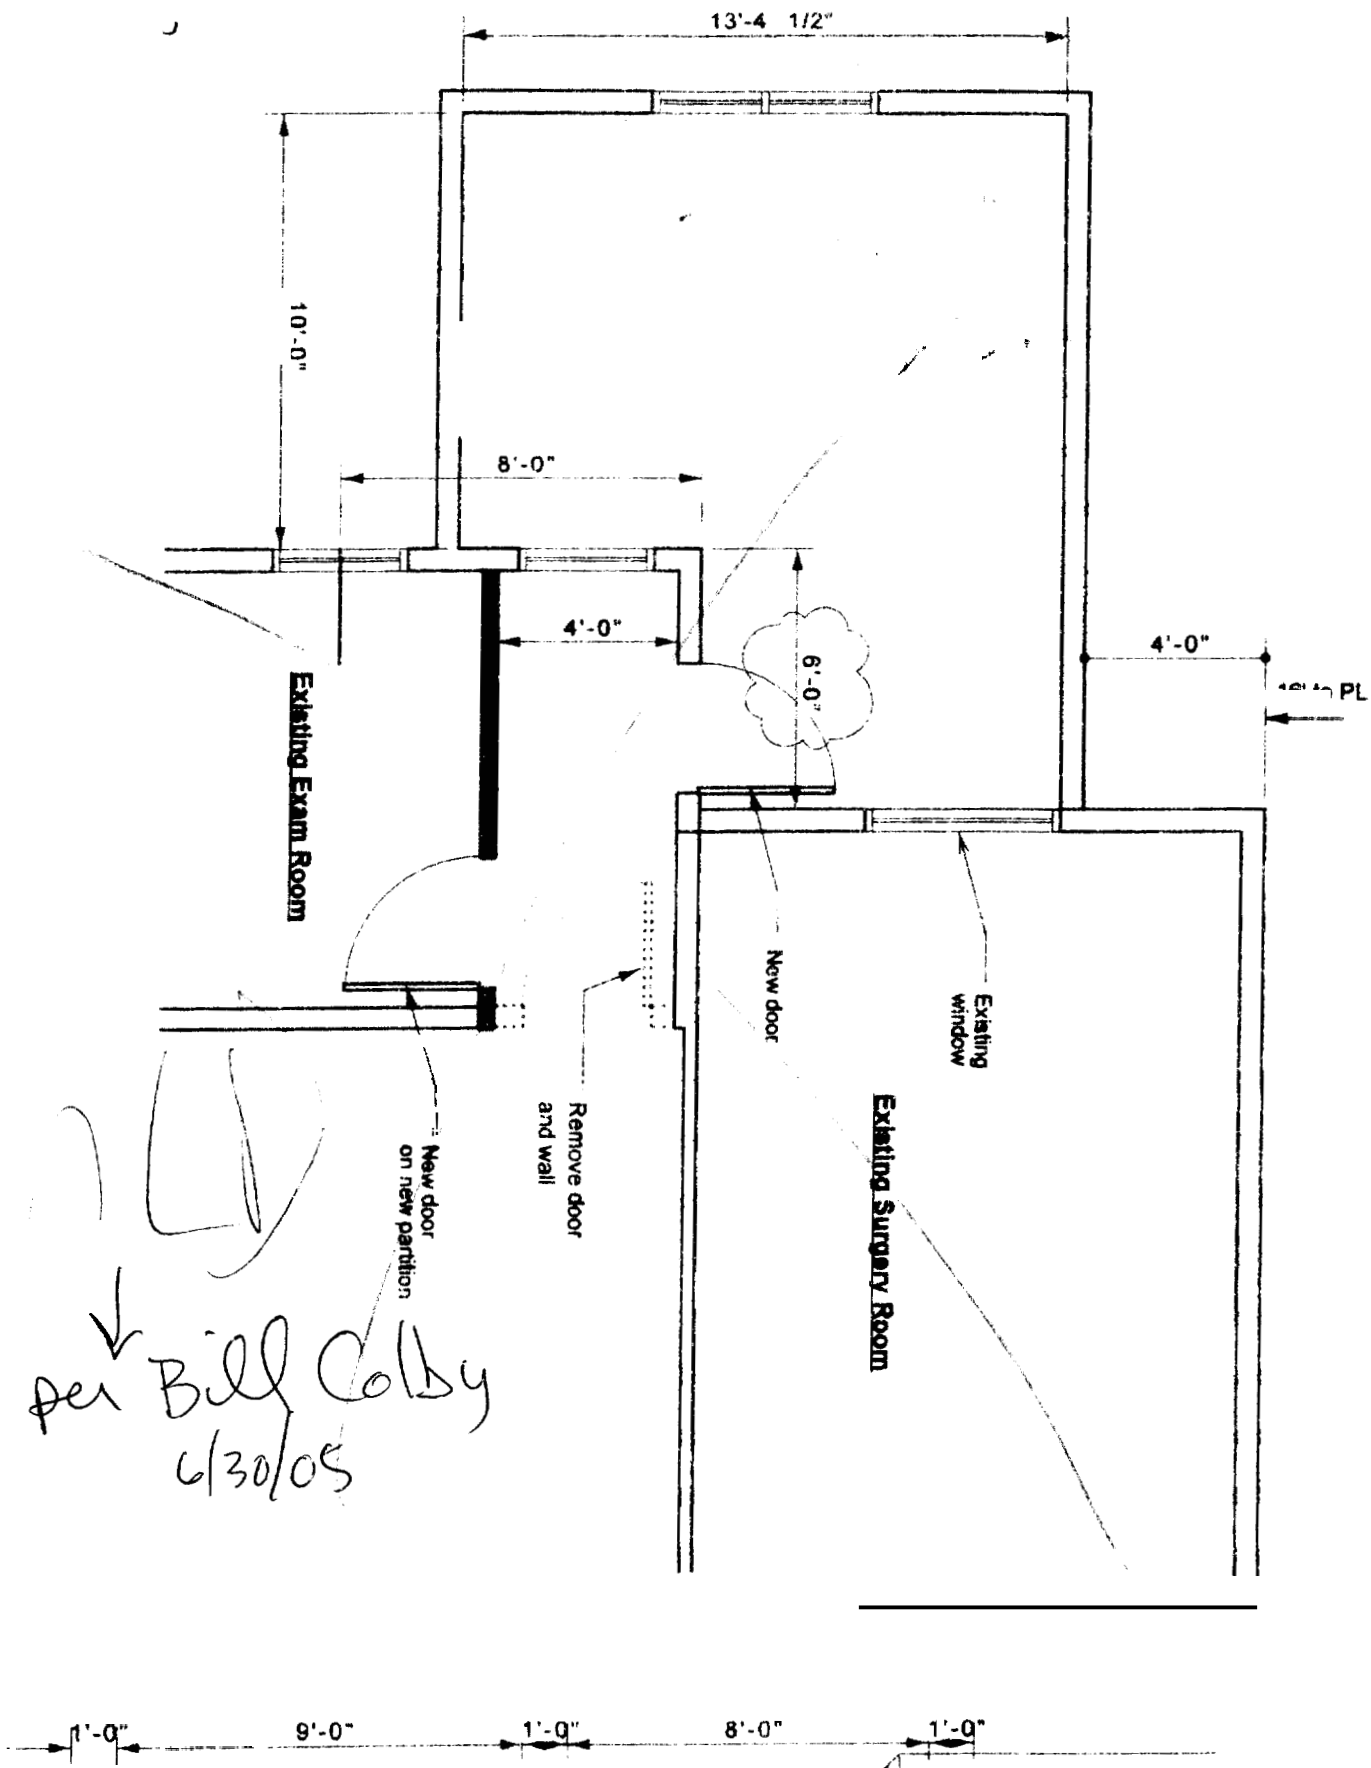 13'-4 1/2"
10'-0"
8'-0"
4'-0"
6'-0"
4'-0"
to PL
Existing Exam Room
New door
Existing
window
Remove door
and wall
New door
on new partition
Existing Surgery Room
per Bill Colby
6/30/05
1'-0"
9'-0"
1'-0"
8'-0"
1'-0"